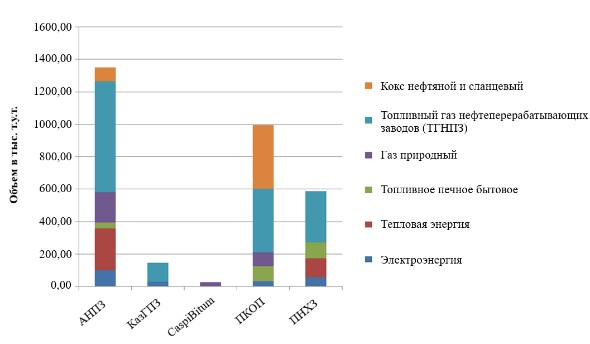 Объем в тыс. т.у.т.
1600,00
1400,00
1200,00
1000,00
800,00
600,00
400,00
200,00
0,00
АНПЗ
КазГПЗ
CaspiBitum
ПКОП
ПНХЗ
Кокс нефтяной и сланцевый
Топливный газ нефтеперерабатывающих
заводов (ТГНПЗ)
Газ природный
Топливное печное бытовое
Тепловая энергия
Электроэнергия